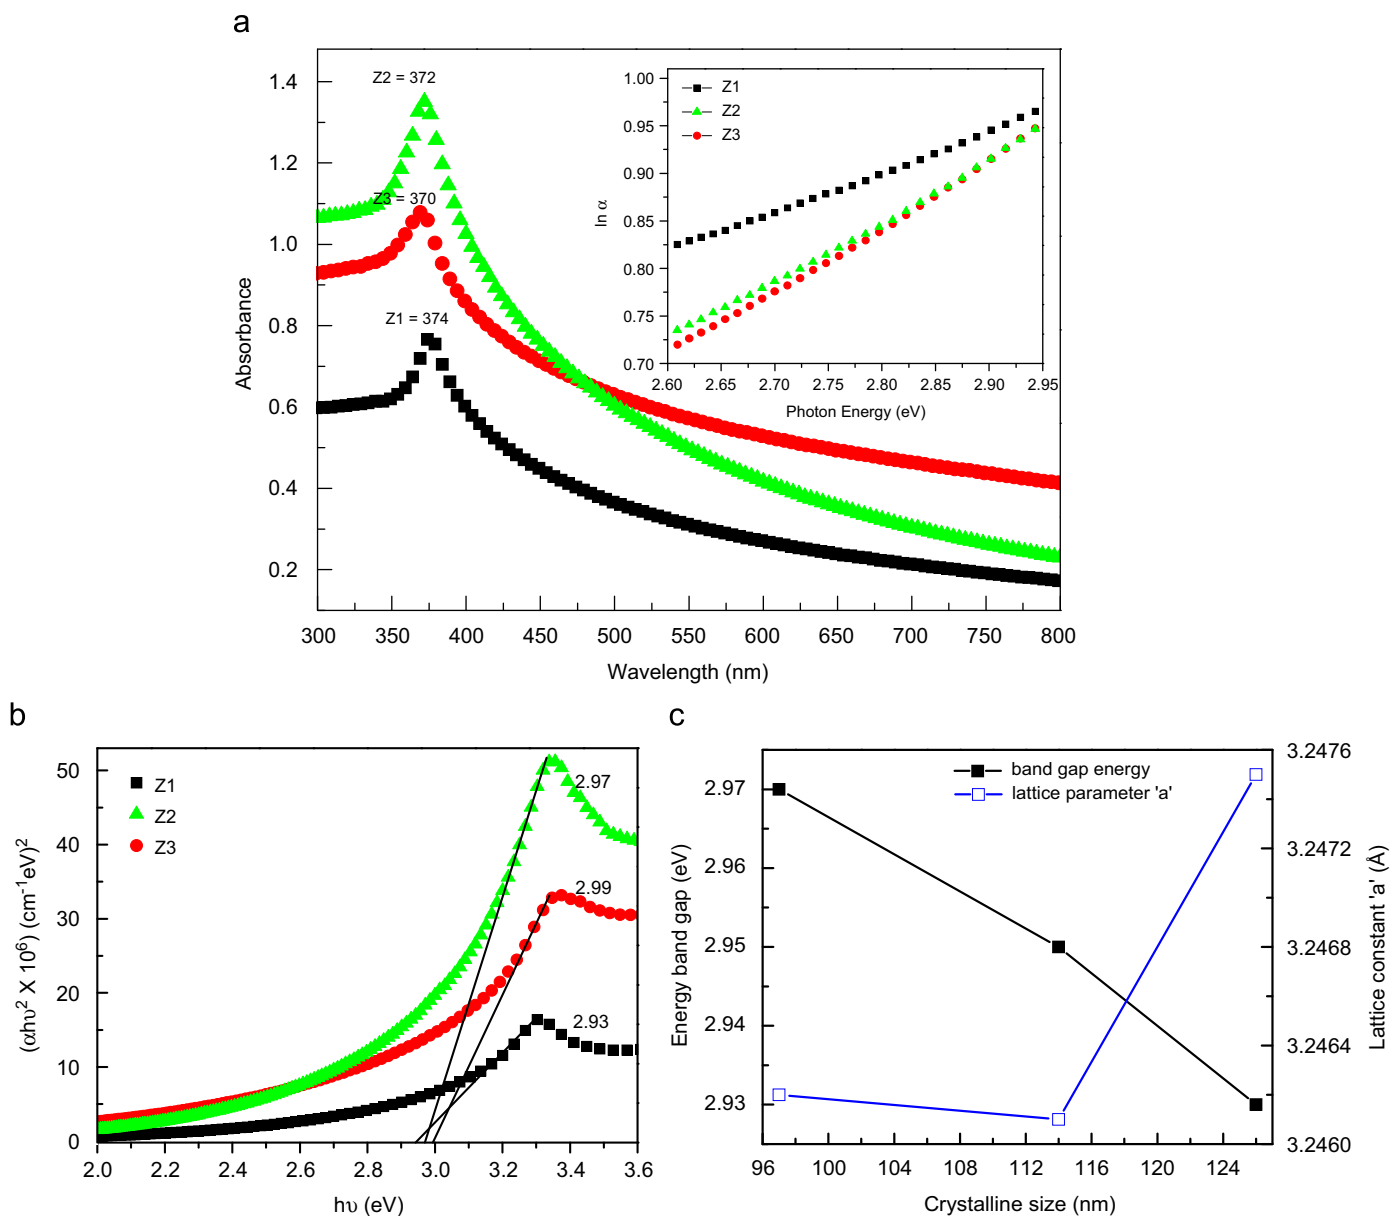 a
Z2 = 372
Z3 = 370
Z1 = 374
1.4
1.2
1.0
0.8
0.6
0.4
0.2
Absorbance
300 350 400 450 500 550 600 650 700 750 800
Wavelength (nm)
Z1
Z2
Z3
1.00
0.95
0.90
0.85
0.80
0.75
0.70
ln α
2.60 2.65 2.70 2.75 2.80 2.85 2.90 2.95
Photon Energy (eV)
b
Z1
Z2
Z3
2.97
2.99
2.93
50
40
30
20
10
0
(αhυ² X 10⁶) (cm⁻¹eV)²
2.0 2.2 2.4 2.6 2.8 3.0 3.2 3.4 3.6
hυ (eV)
c
band gap energy
lattice parameter 'a'
2.97
2.96
2.95
2.94
2.93
Energy band gap (eV)
3.2476
3.2472
3.2468
3.2464
3.2460
Lattice constant 'a' (Å)
96 100 104 108 112 116 120 124
Crystalline size (nm)